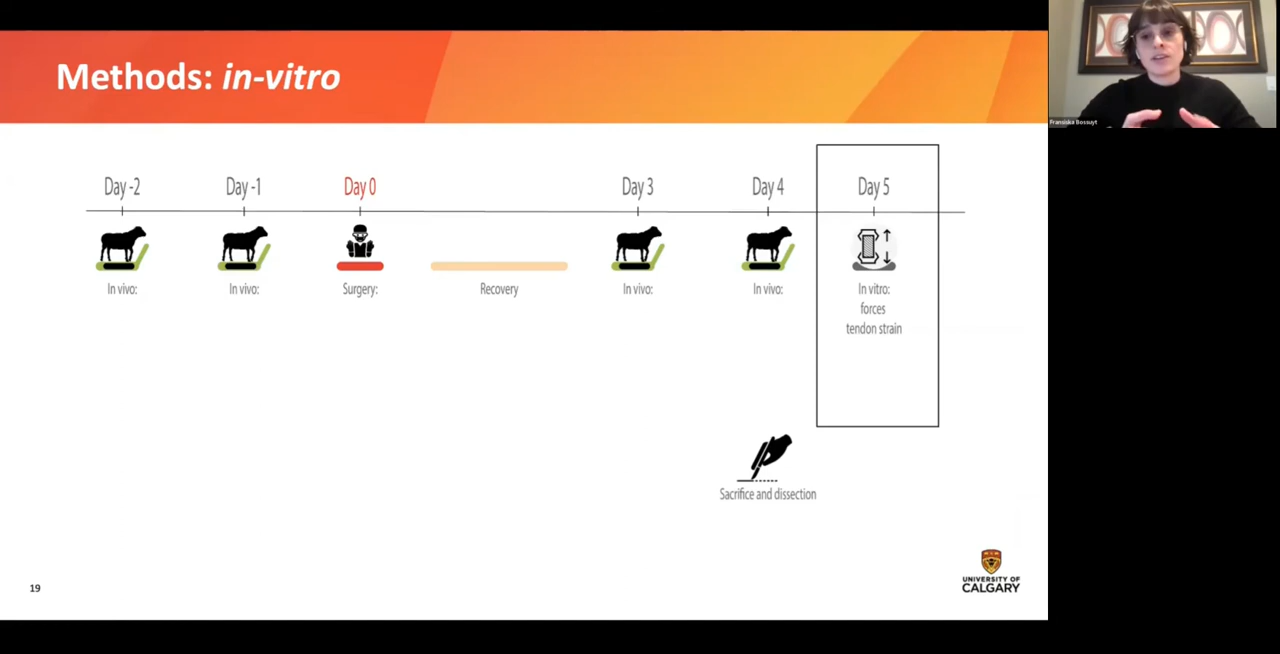 Methods: in-vitro
Fransiska Bossuyt
Day -2
Day -1
Day 0
Day 3
Day 4
Day 5
In vivo:
In vivo:
Surgery:
Recovery
In vivo:
In vivo:
In vitro:
forces
tendon strain
Sacrifice and dissection
19
UNIVERSITY OF
CALGARY